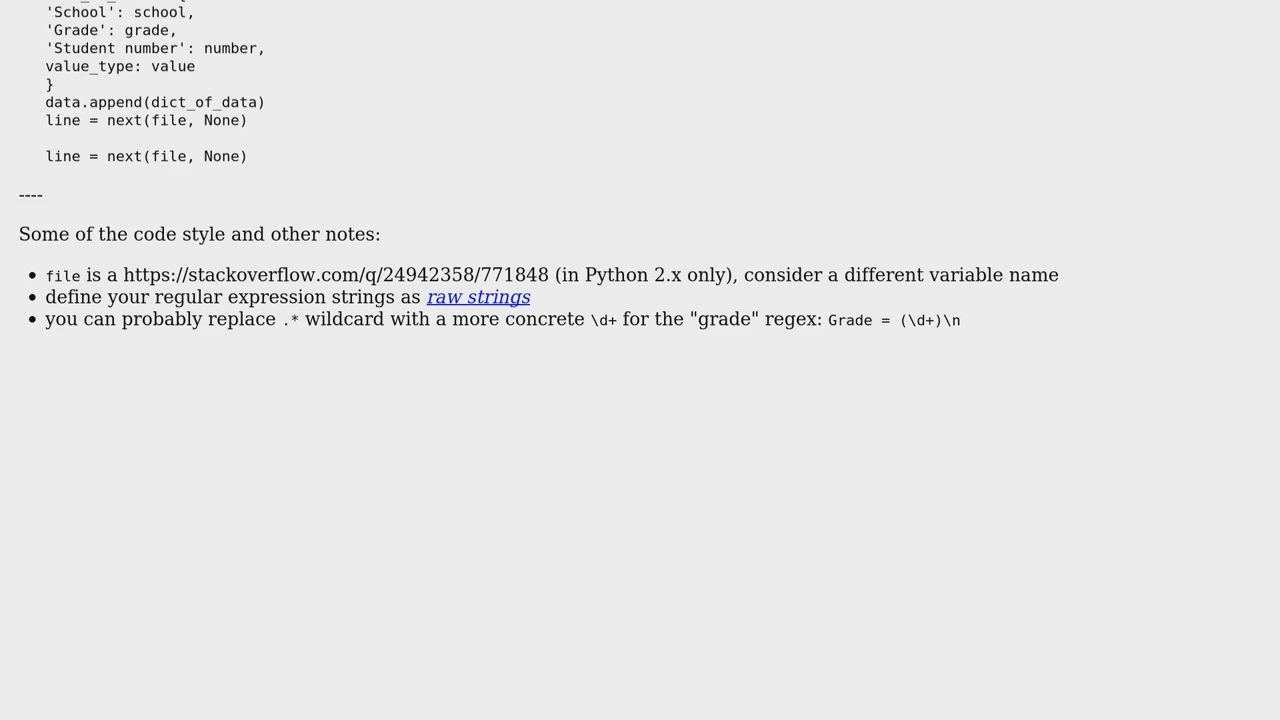 'School': school,
'Grade': grade,
'Student number': number,
value_type: value
}
data.append(dict_of_data)
line = next(file, None)
line = next(file, None)
----
Some of the code style and other notes:
• file is a https://stackoverflow.com/q/24942358/771848 (in Python 2.x only), consider a different variable name
• define your regular expression strings as raw strings
• you can probably replace .* wildcard with a more concrete \d+ for the "grade" regex: Grade = (\d+)\n